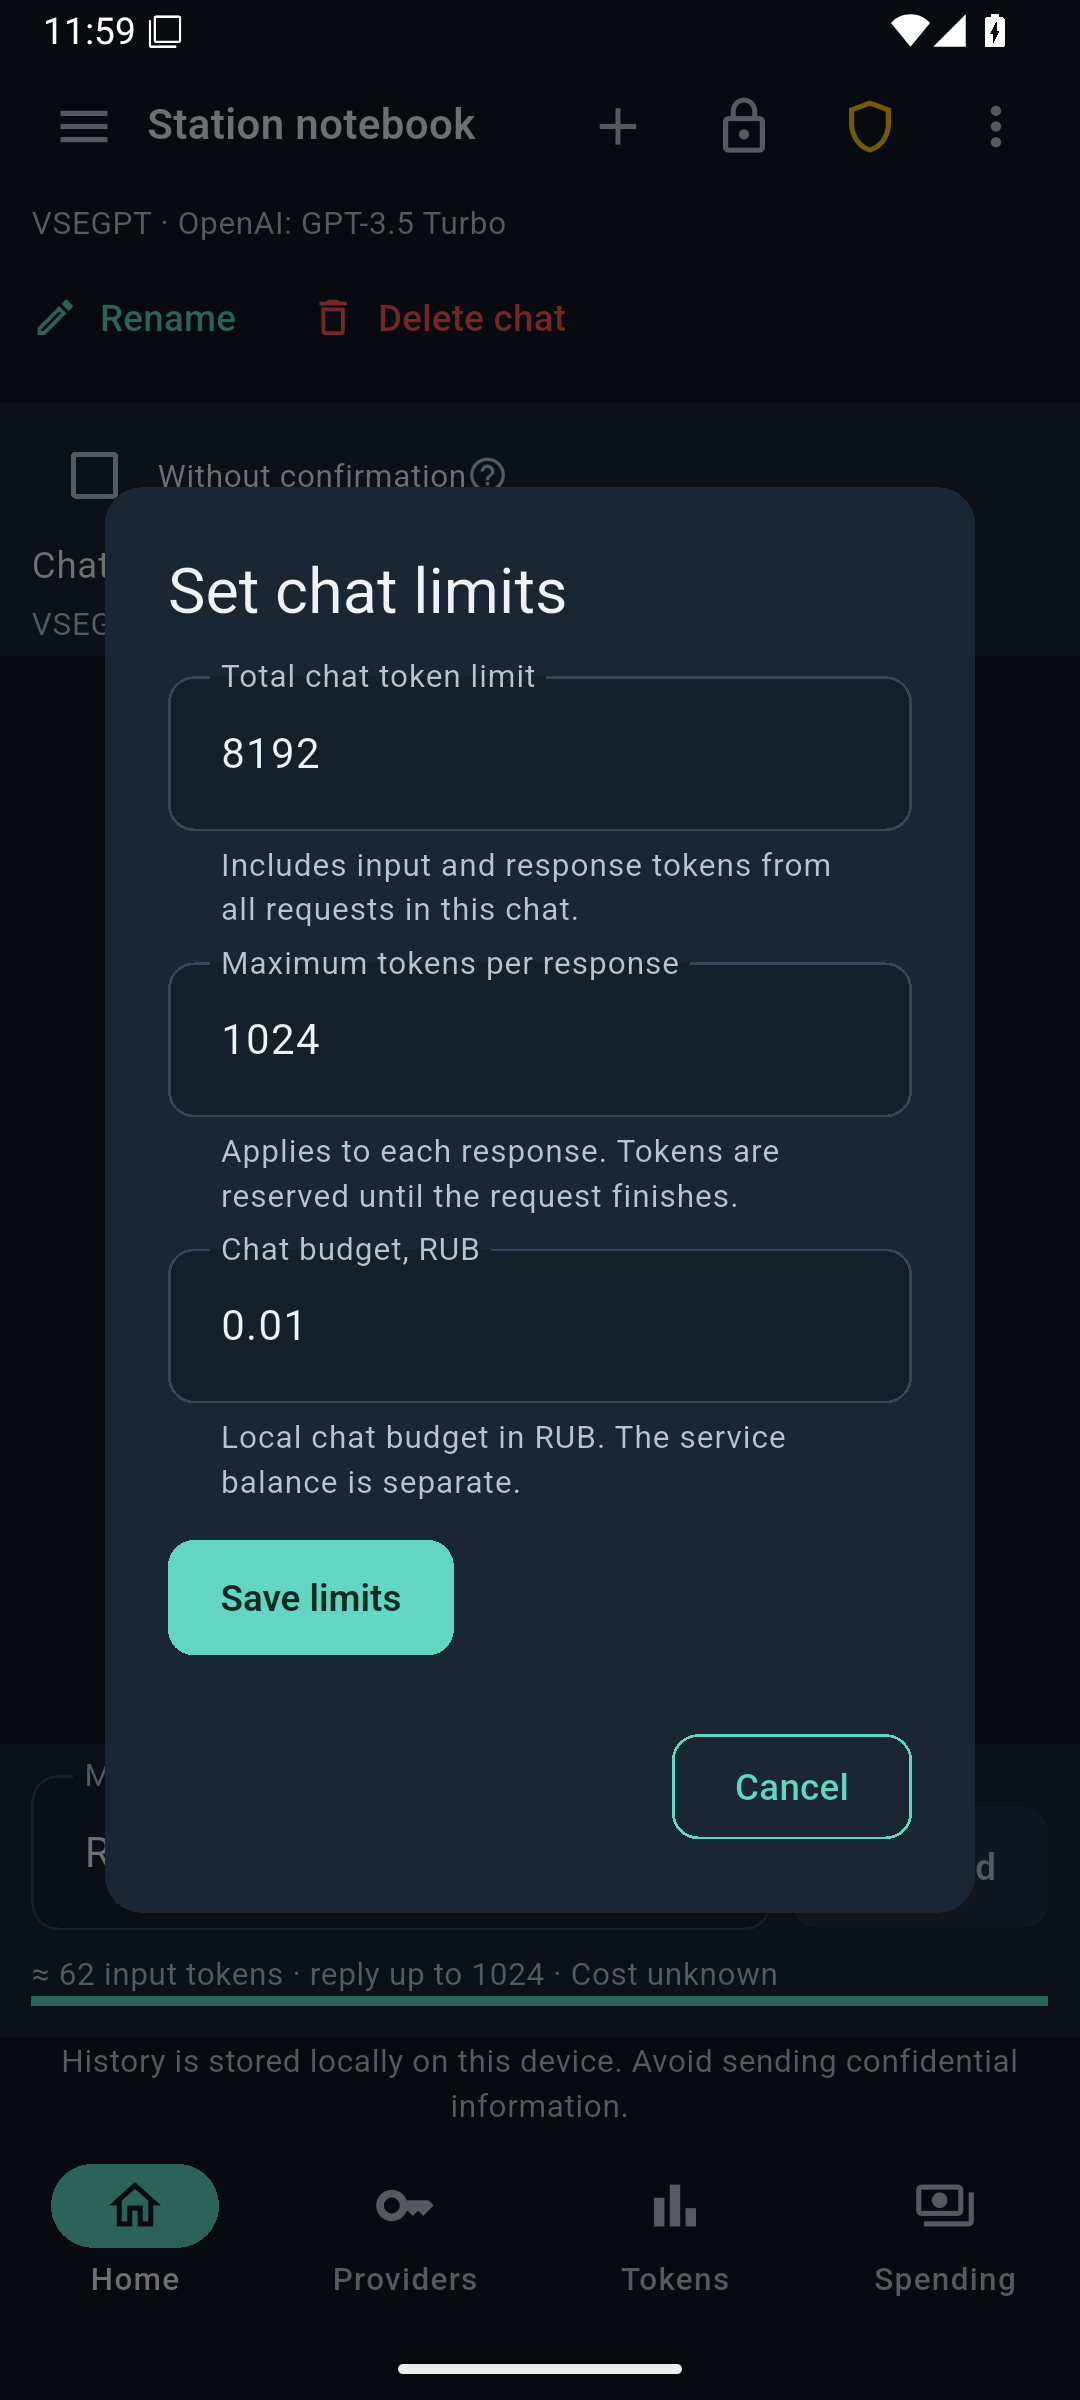 11:59
Station notebook
VSEGPT · OpenAI: GPT-3.5 Turbo
Rename
Delete chat
Without confirmation
Chat
VSEG
Set chat limits
Total chat token limit
8192
Includes input and response tokens from
all requests in this chat.
Maximum tokens per response
1024
Applies to each response. Tokens are
reserved until the request finishes.
Chat budget, RUB
0.01
Local chat budget in RUB. The service
balance is separate.
Save limits
Cancel
≈ 62 input tokens · reply up to 1024 · Cost unknown
History is stored locally on this device. Avoid sending confidential
information.
Home
Providers
Tokens
Spending